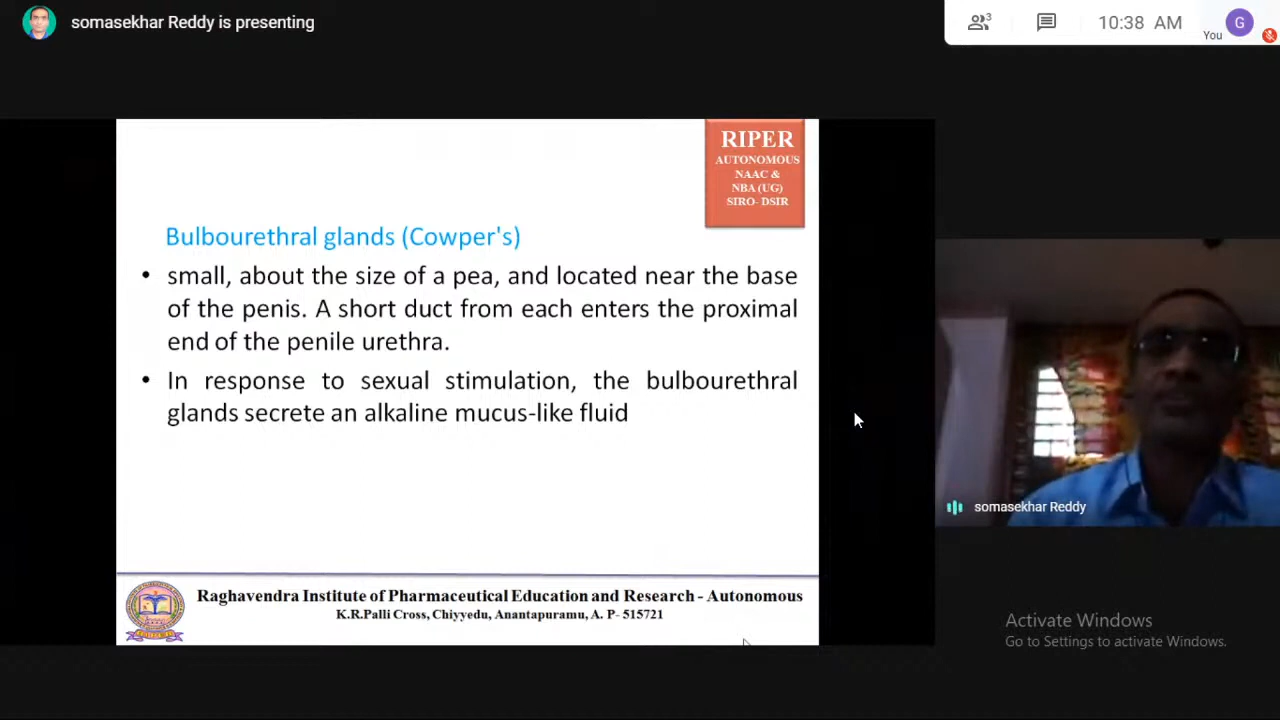 somasekhar Reddy is presenting
3
10:38 AM
You
G
RIPER
AUTONOMOUS
NAAC &
NBA (UG)
SIRO- DSIR
Bulbourethral glands (Cowper's)
• small, about the size of a pea, and located near the base
of the penis. A short duct from each enters the proximal
end of the penile urethra.
• In response to sexual stimulation, the bulbourethral
glands secrete an alkaline mucus-like fluid
somasekhar Reddy
Raghavendra Institute of Pharmaceutical Education and Research - Autonomous
K.R.Palli Cross, Chiyyedu, Anantapuramu, A. P- 515721
Activate Windows
Go to Settings to activate Windows.